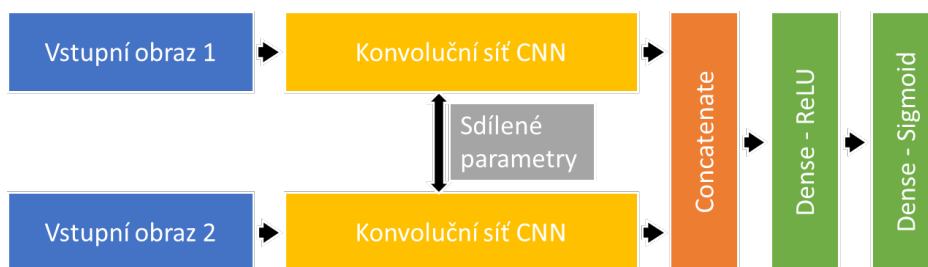 Vstupní obraz 1
Konvoluční síť CNN
Sdílené
parametry
Vstupní obraz 2
Konvoluční síť CNN
Concatenate
Dense - ReLU
Dense - Sigmoid